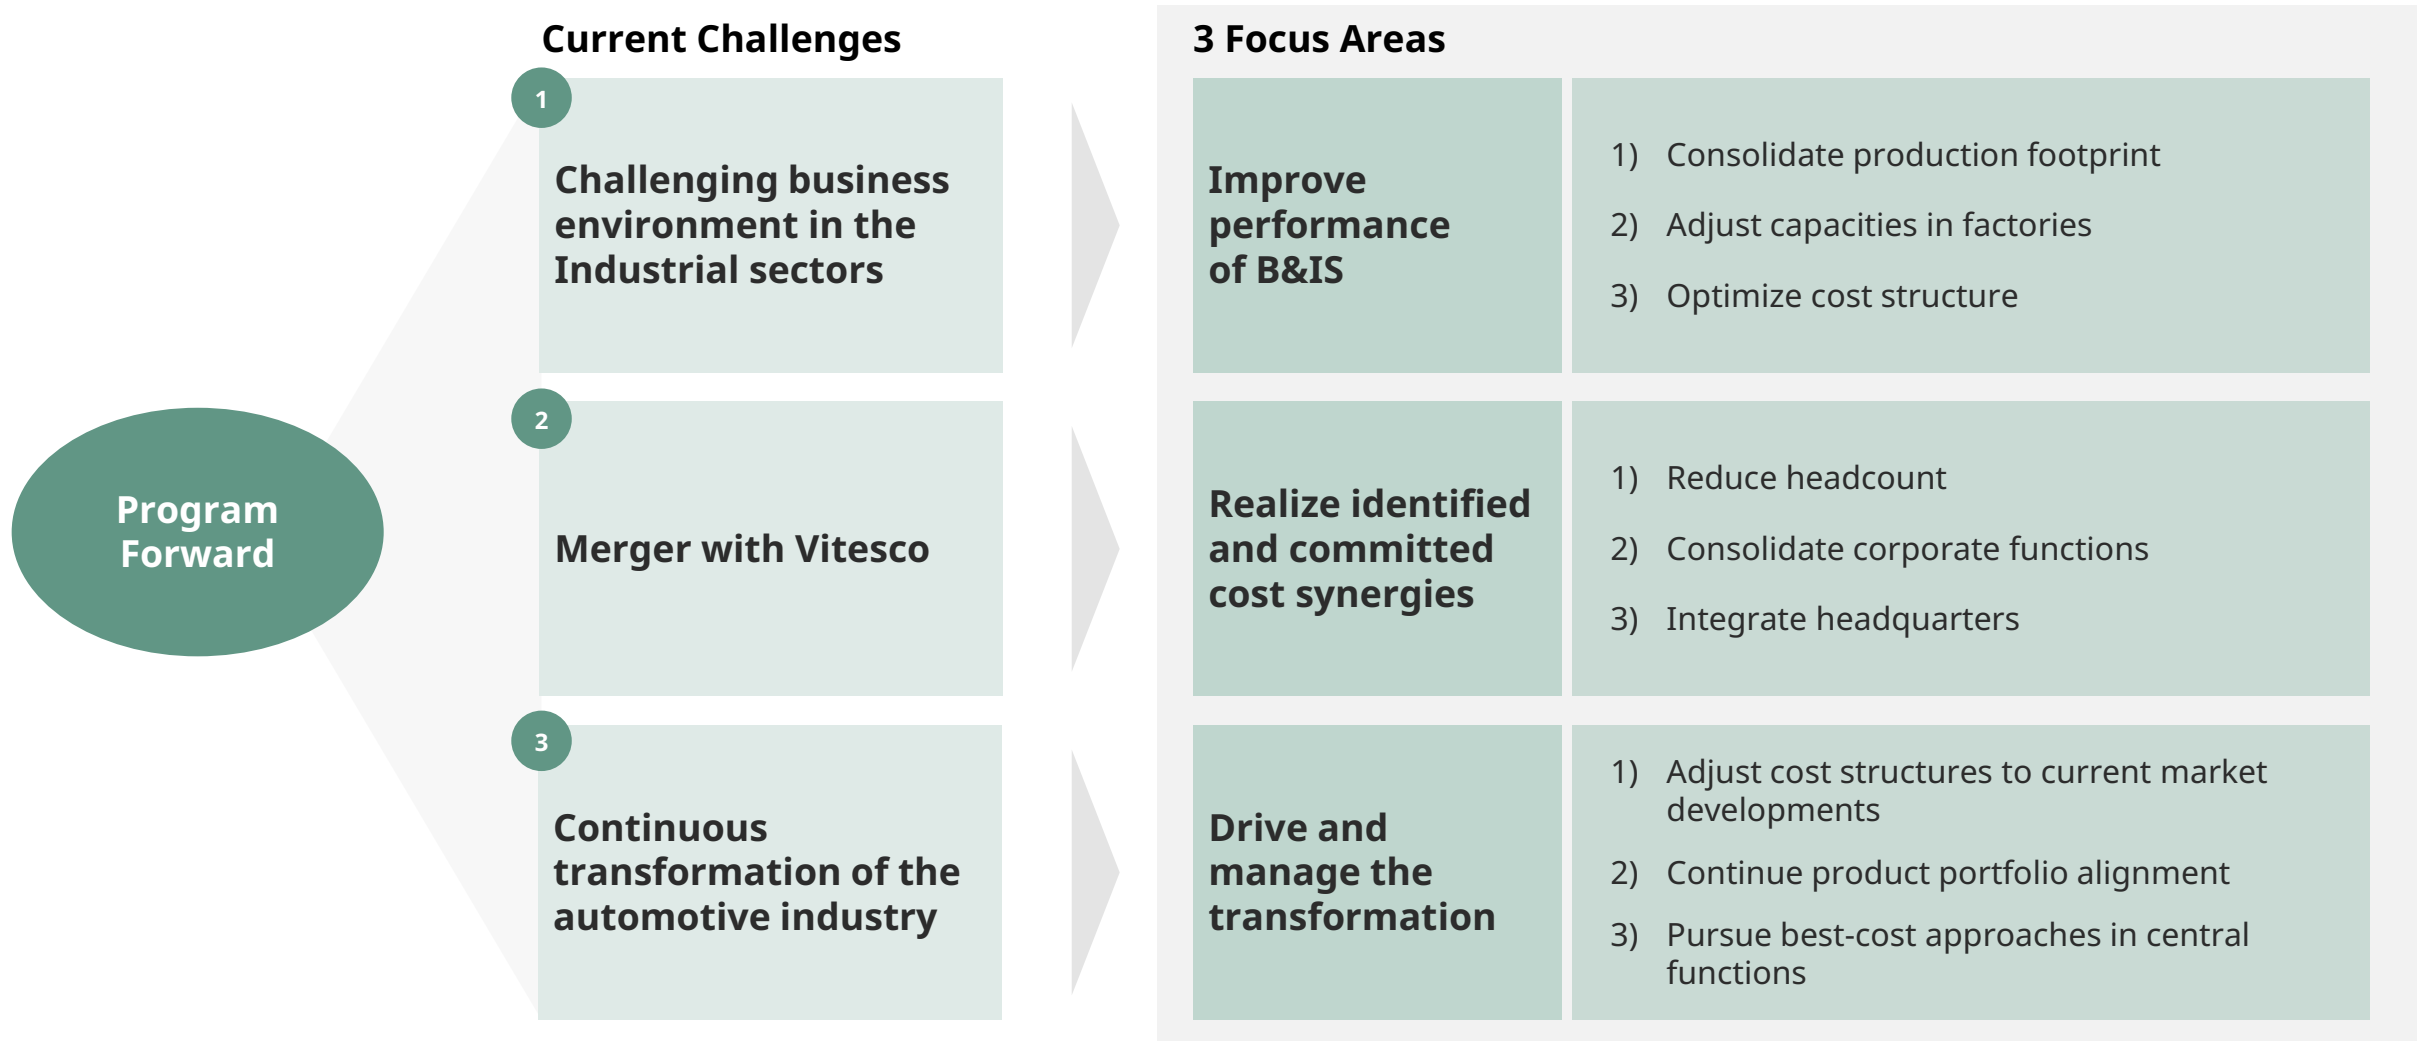 Current Challenges
3 Focus Areas
Program
Forward
1
Challenging business
environment in the
Industrial sectors
Improve
performance
of B&IS
1) Consolidate production footprint
2) Adjust capacities in factories
3) Optimize cost structure
2
Merger with Vitesco
Realize identified
and committed
cost synergies
1) Reduce headcount
2) Consolidate corporate functions
3) Integrate headquarters
3
Continuous
transformation of the
automotive industry
Drive and
manage the
transformation
1) Adjust cost structures to current market
developments
2) Continue product portfolio alignment
3) Pursue best-cost approaches in central
functions